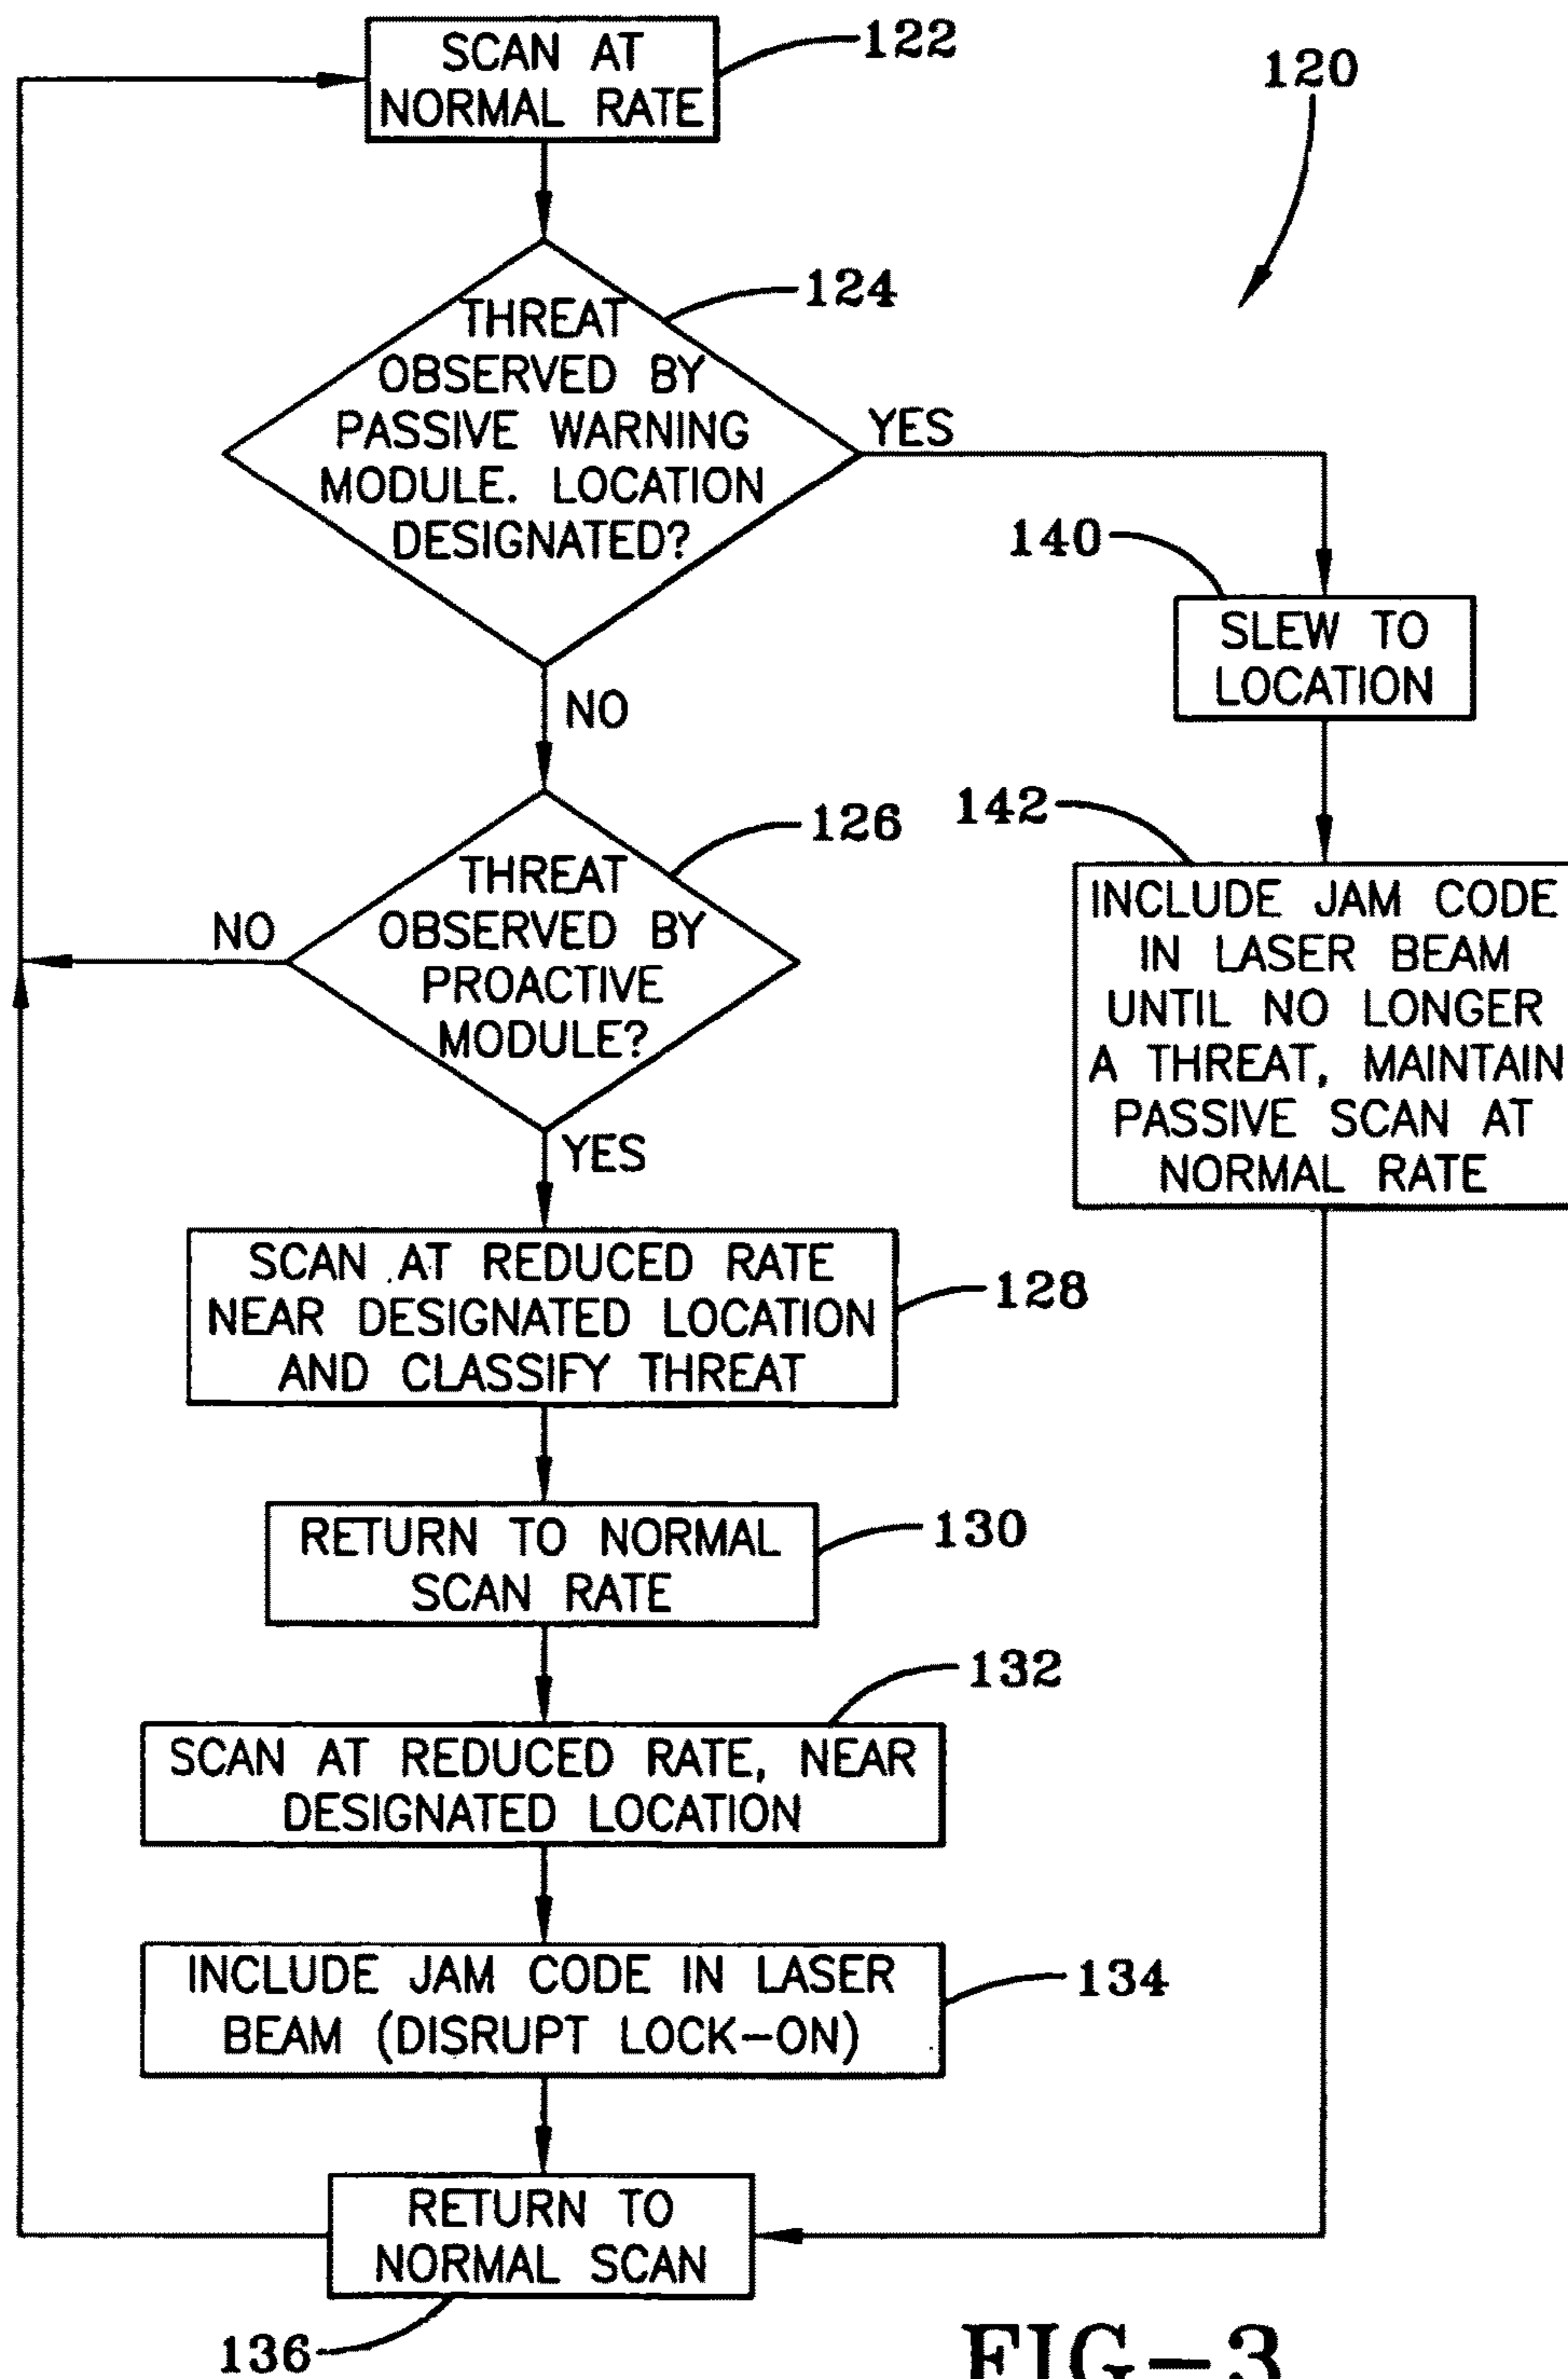 SCAN AT
NORMAL RATE
122
120
THREAT
OBSERVED BY
PASSIVE WARNING
MODULE. LOCATION
DESIGNATED?
124
YES
140
SLEW TO
LOCATION
NO
THREAT
OBSERVED BY
PROACTIVE
MODULE?
126
NO
142
INCLUDE JAM CODE
IN LASER BEAM
UNTIL NO LONGER
A THREAT, MAINTAIN
PASSIVE SCAN AT
NORMAL RATE
YES
SCAN AT REDUCED RATE
NEAR DESIGNATED LOCATION
AND CLASSIFY THREAT
128
RETURN TO NORMAL
SCAN RATE
130
132
SCAN AT REDUCED RATE, NEAR
DESIGNATED LOCATION
INCLUDE JAM CODE IN LASER
BEAM (DISRUPT LOCK-ON)
134
RETURN TO
NORMAL SCAN
136
FIG-3